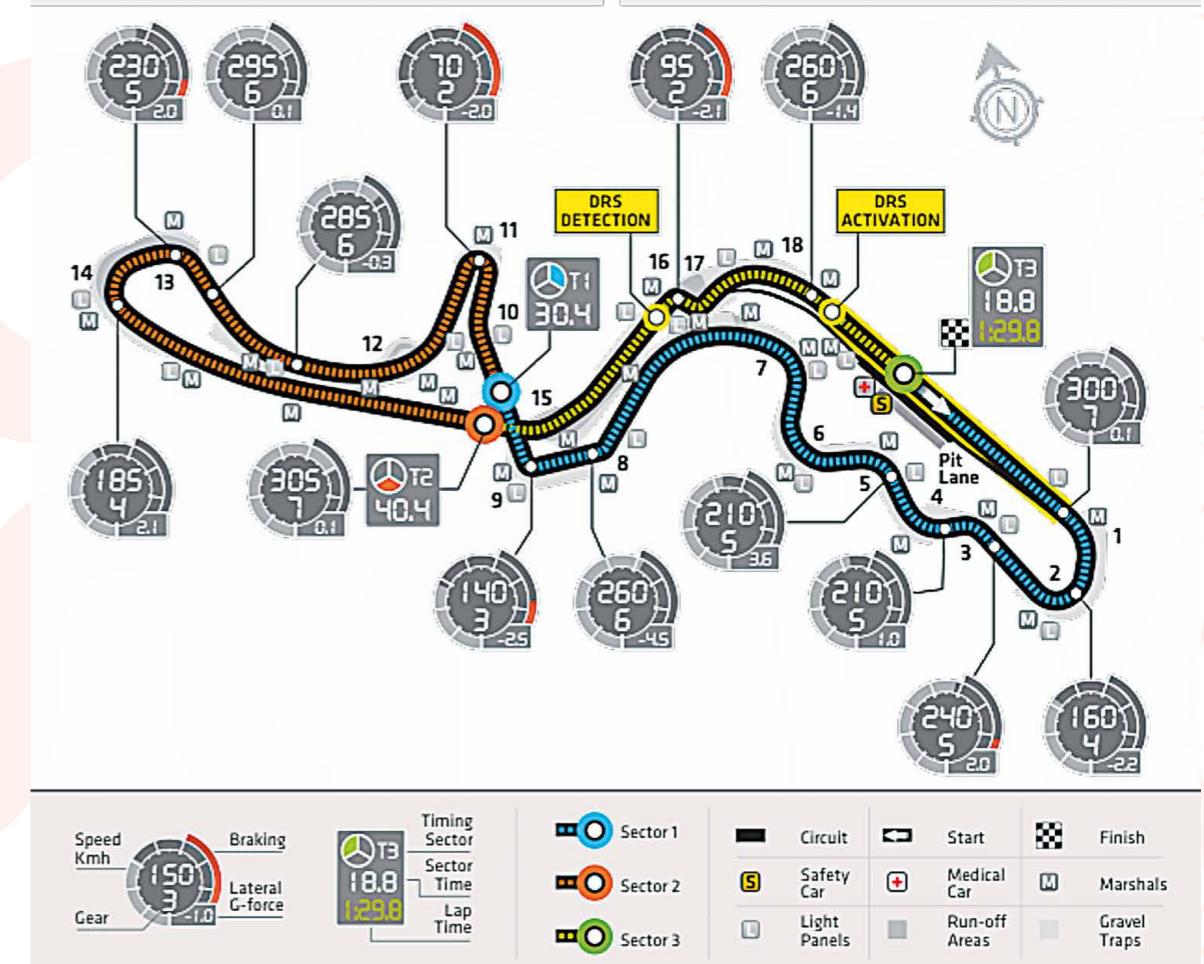 230
5
2.0
295
6
0.1
70
2
-2.0
95
2
-2.1
260
6
-1.4
N
285
6
-0.3
DRS
DETECTION
DRS
ACTIVATION
M
11
M
L
14
13
L
M
16
M
17
L
M
18
M
T1
30.4
T3
18.8
1:29.8
10
L
L
L
M
M
12
L
M
M
L
M
M
L
M
L
M
M
M
M
M
15
M
7
L
M
S
300
7
0.1
185
4
2.1
305
7
0.1
T2
40.4
M
L
M
L
9
8
M
6
M
L
M
5
L
4
Pit
Lane
L
M
1
210
5
3.6
M
L
3
M
2
M
L
140
3
-2.5
260
6
-4.5
210
5
1.0
240
5
2.0
160
4
-2.2
Speed
Kmh
Gear
150
3
-1.0
Braking
Lateral
G-force
T3
18.8
1:29.8
Timing
Sector
Sector
Time
Lap
Time
Sector 1
Sector 2
Sector 3
Circuit
Start
Finish
S
Safety
Car
Medical
Car
M
Marshals
L
Light
Panels
Run-off
Areas
Gravel
Traps